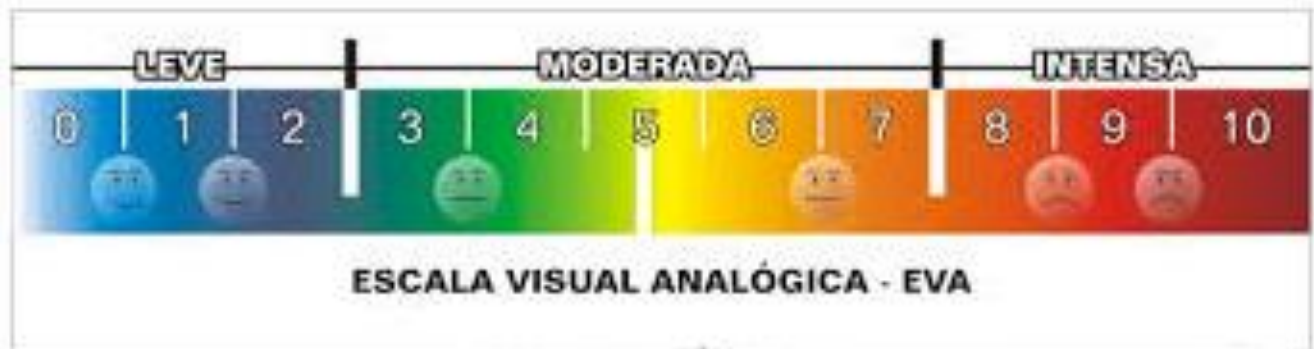 LEVE MODERADA INTENSA
0 1 2 3 4 5 6 7 8 9 10
ESCALA VISUAL ANALÓGICA - EVA